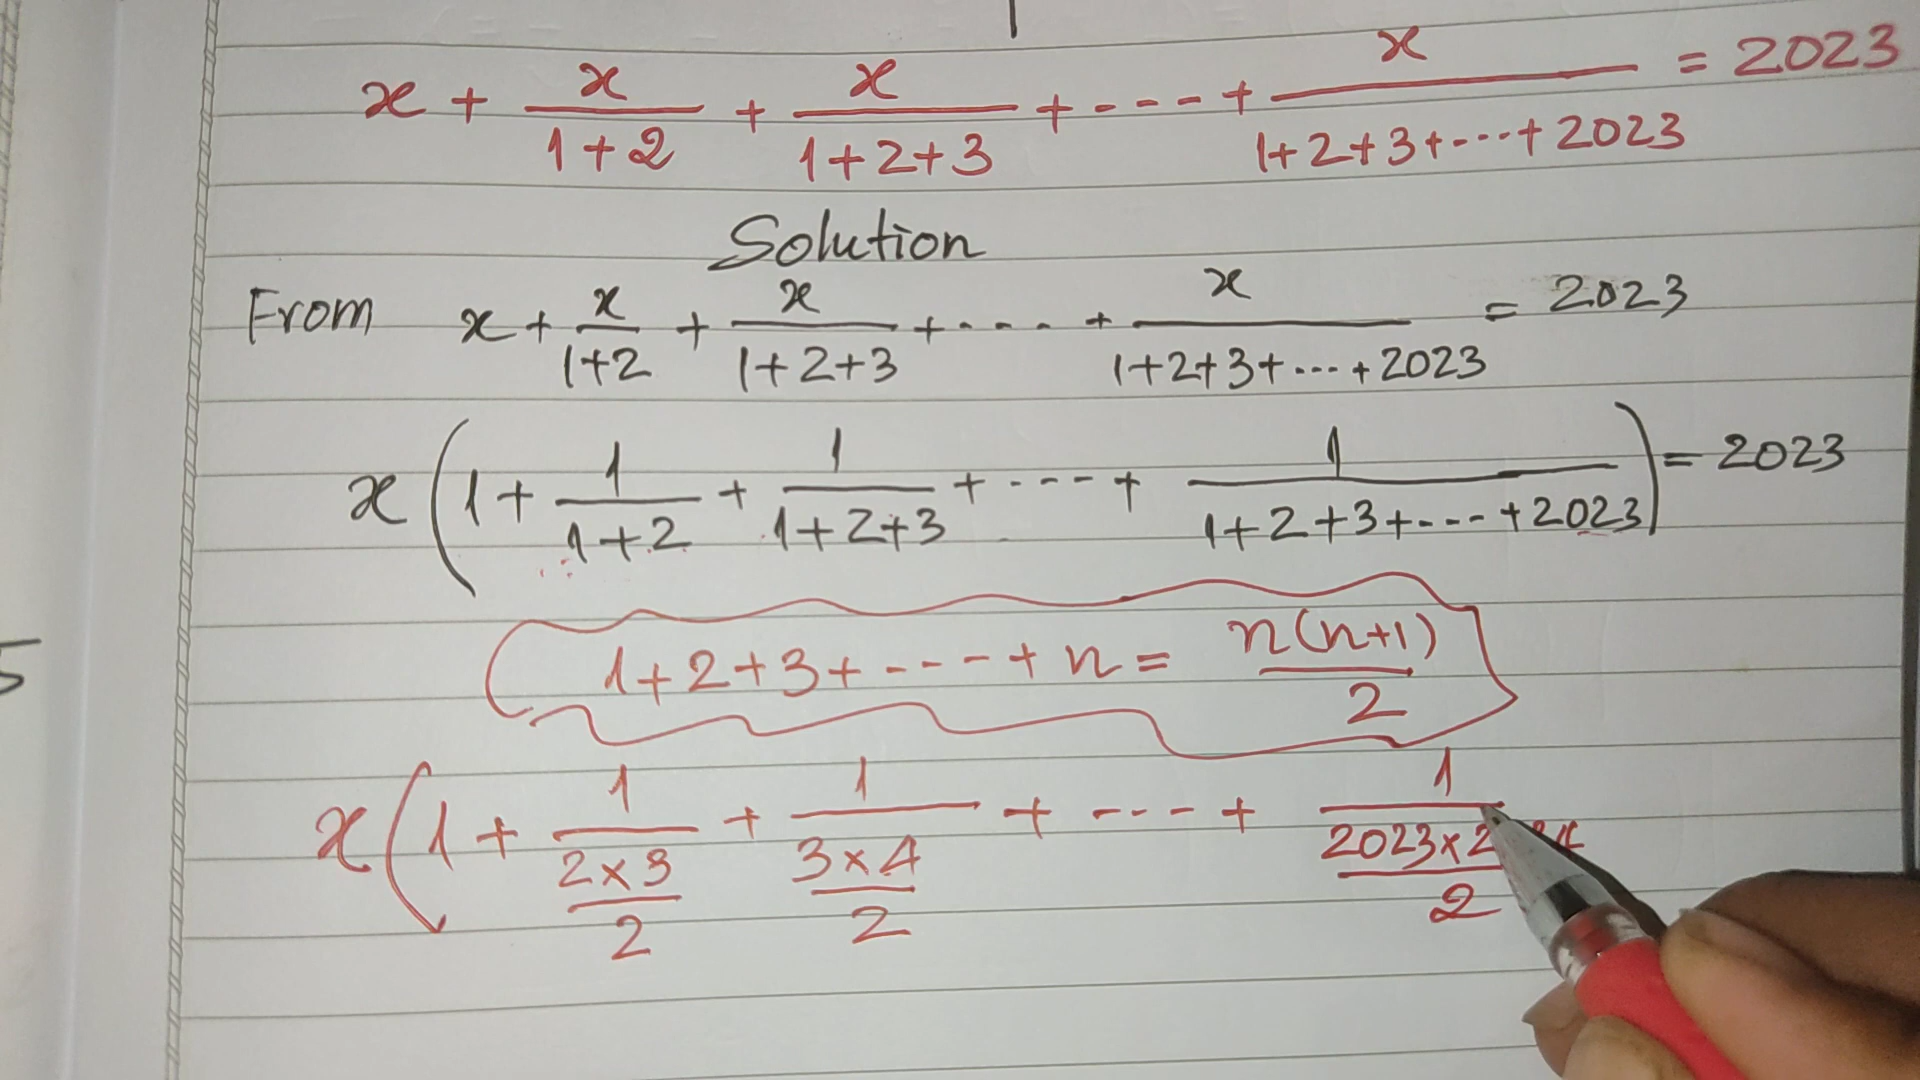 x + x/(1+2) + x/(1+2+3) + ---- + x/(1+2+3+---+2023) = 2023
Solution
From x + x/(1+2) + x/(1+2+3) + ---- + x/(1+2+3+---+2023) = 2023
x(1 + 1/(1+2) + 1/(1+2+3) + ---- + 1/(1+2+3+----+2023)) = 2023
1+2+3+----+n = n(n+1)/2
x(1 + 1/((2×3)/2) + 1/((3×4)/2) + ---- + 1/((2023×2
2